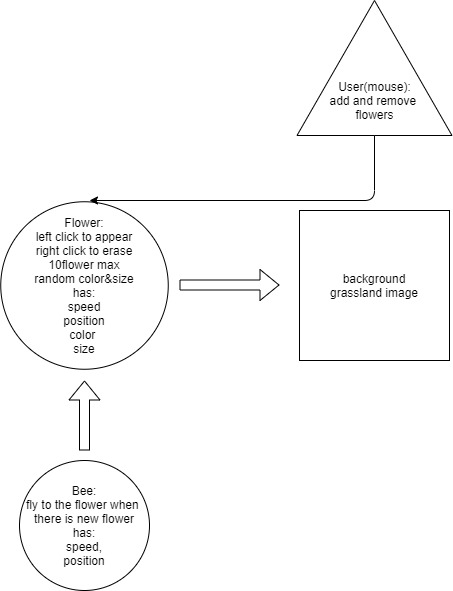 User(mouse):
add and remove
flowers
Flower:
left click to appear
right click to erase
10flower max
random color&size
has:
speed
position
color
size
background
grassland image
Bee:
fly to the flower when
there is new flower
has:
speed,
position